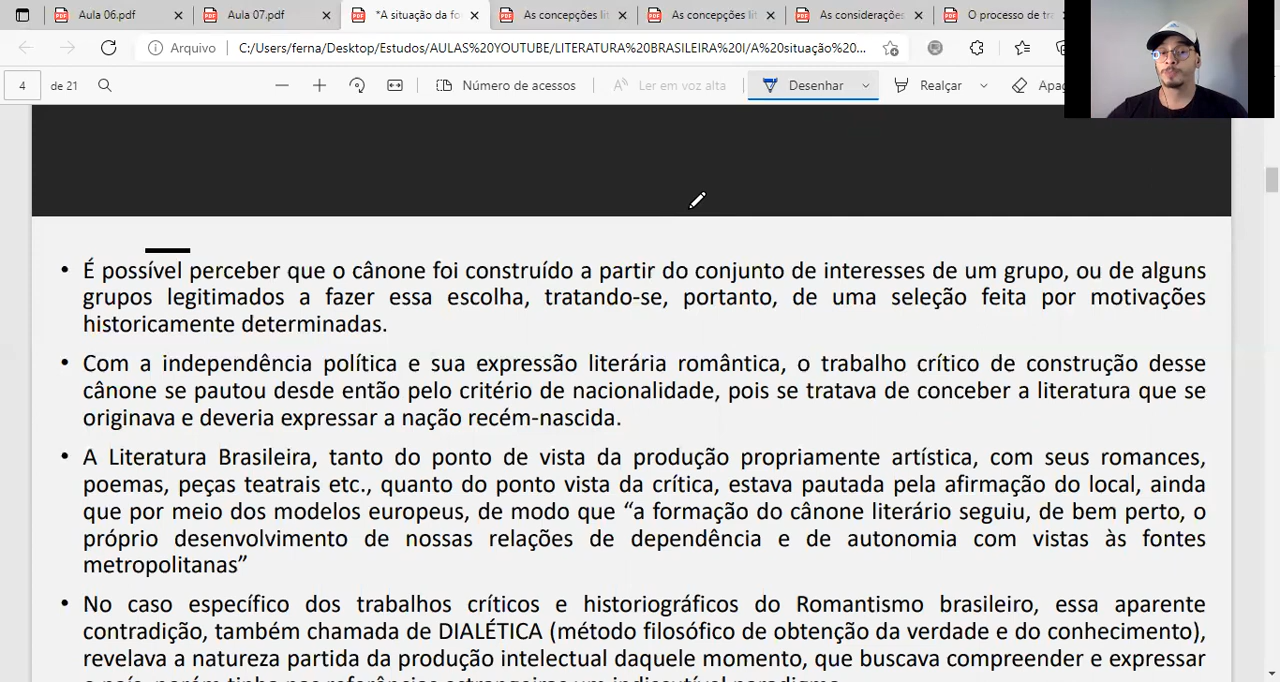 Aula 06.pdf
Aula 07.pdf
*A situação da fo
As concepções lit
As concepções lit
As considerações
O processo de tra
Arquivo
C:/Users/ferna/Desktop/Estudos/AULAS%20YOUTUBE/LITERATURA%20BRASILEIRA%20I/A%20situação%20...
4 de 21
Número de acessos
Ler em voz alta
Desenhar
Realçar
Apag
• É possível perceber que o cânone foi construído a partir do conjunto de interesses de um grupo, ou de alguns
grupos legitimados a fazer essa escolha, tratando-se, portanto, de uma seleção feita por motivações
historicamente determinadas.
• Com a independência política e sua expressão literária romântica, o trabalho crítico de construção desse
cânone se pautou desde então pelo critério de nacionalidade, pois se tratava de conceber a literatura que se
originava e deveria expressar a nação recém-nascida.
• A Literatura Brasileira, tanto do ponto de vista da produção propriamente artística, com seus romances,
poemas, peças teatrais etc., quanto do ponto vista da crítica, estava pautada pela afirmação do local, ainda
que por meio dos modelos europeus, de modo que “a formação do cânone literário seguiu, de bem perto, o
próprio desenvolvimento de nossas relações de dependência e de autonomia com vistas às fontes
metropolitanas”
• No caso específico dos trabalhos críticos e historiográficos do Romantismo brasileiro, essa aparente
contradição, também chamada de DIALÉTICA (método filosófico de obtenção da verdade e do conhecimento),
revelava a natureza partida da produção intelectual daquele momento, que buscava compreender e expressar